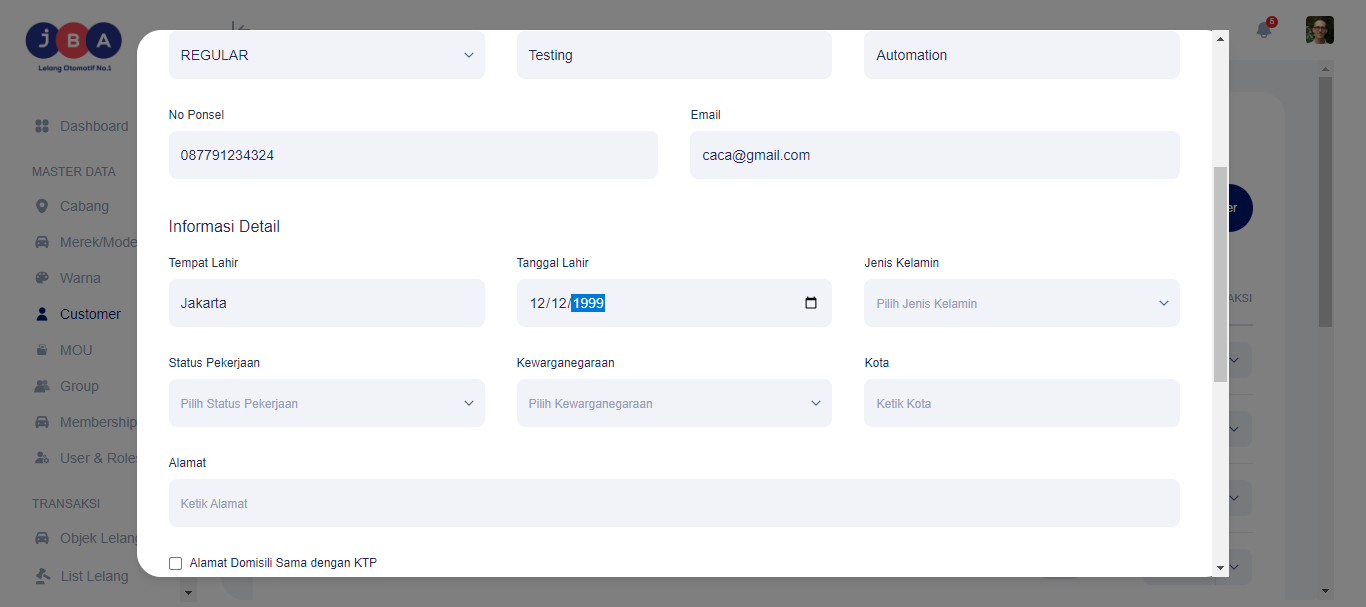 JBA
Lelang Otomotif No.1
6
Dashboard
MASTER DATA
Cabang
Merek/Mode
Warna
Customer
MOU
Group
Membership
User & Roles
TRANSAKSI
Objek Lelang
List Lelang
REGULAR
Testing
Automation
No Ponsel
Email
087791234324
caca@gmail.com
Informasi Detail
Tempat Lahir
Tanggal Lahir
Jenis Kelamin
Jakarta
12/12/1999
Pilih Jenis Kelamin
Status Pekerjaan
Kewarganegaraan
Kota
Pilih Status Pekerjaan
Pilih Kewarganegaraan
Ketik Kota
Alamat
Ketik Alamat
Alamat Domisili Sama dengan KTP
er
AKSI